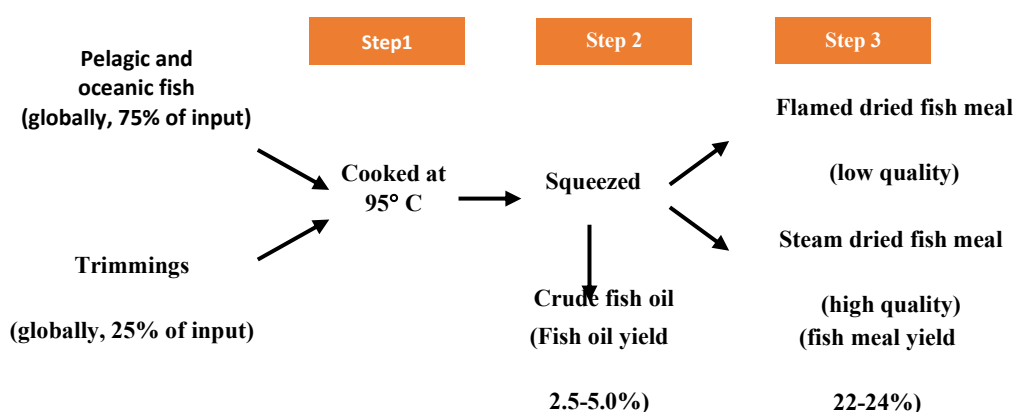 Step1
Step 2
Step 3
Pelagic and
oceanic fish
(globally, 75% of input)
Trimmings
(globally, 25% of input)
Cooked at
95° C
Squeezed
Crude fish oil
(Fish oil yield
2.5-5.0%)
Flamed dried fish meal
(low quality)
Steam dried fish meal
(high quality)
(fish meal yield
22-24%)